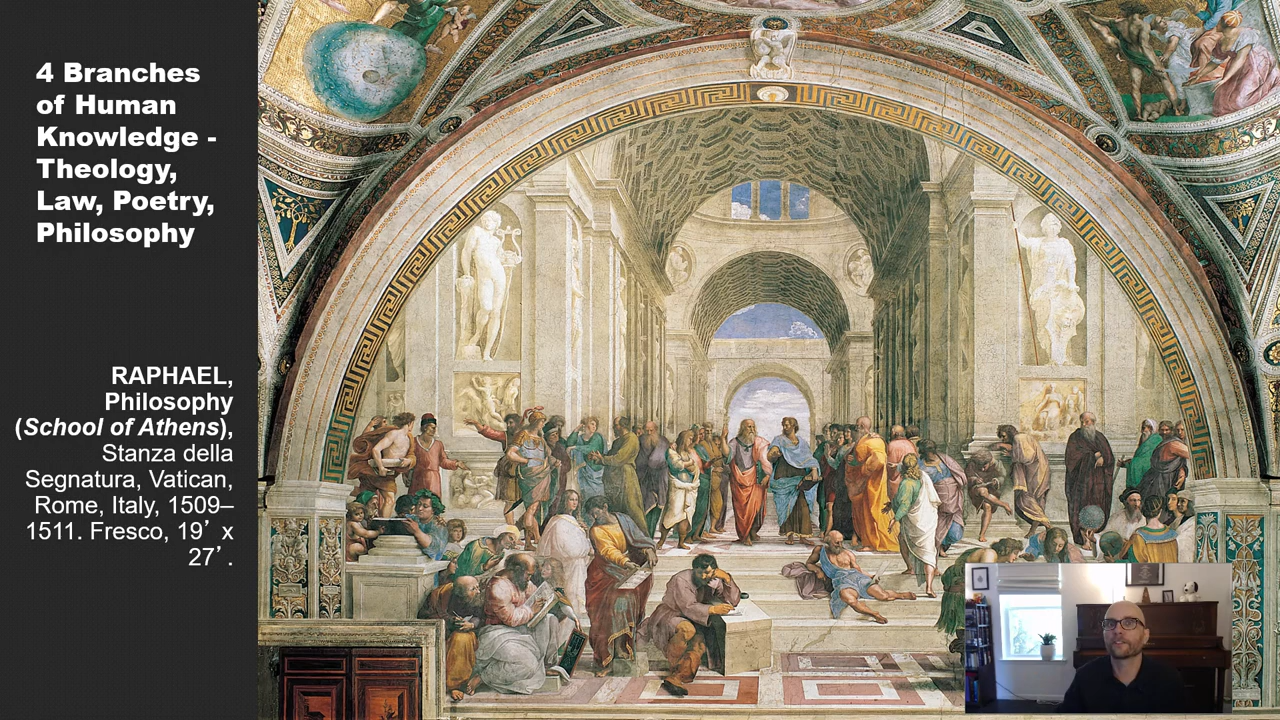 4 Branches
of Human
Knowledge -
Theology,
Law, Poetry,
Philosophy
RAPHAEL,
Philosophy
(School of Athens),
Stanza della
Segnatura, Vatican,
Rome, Italy, 1509–
1511. Fresco, 19’ x
27’.